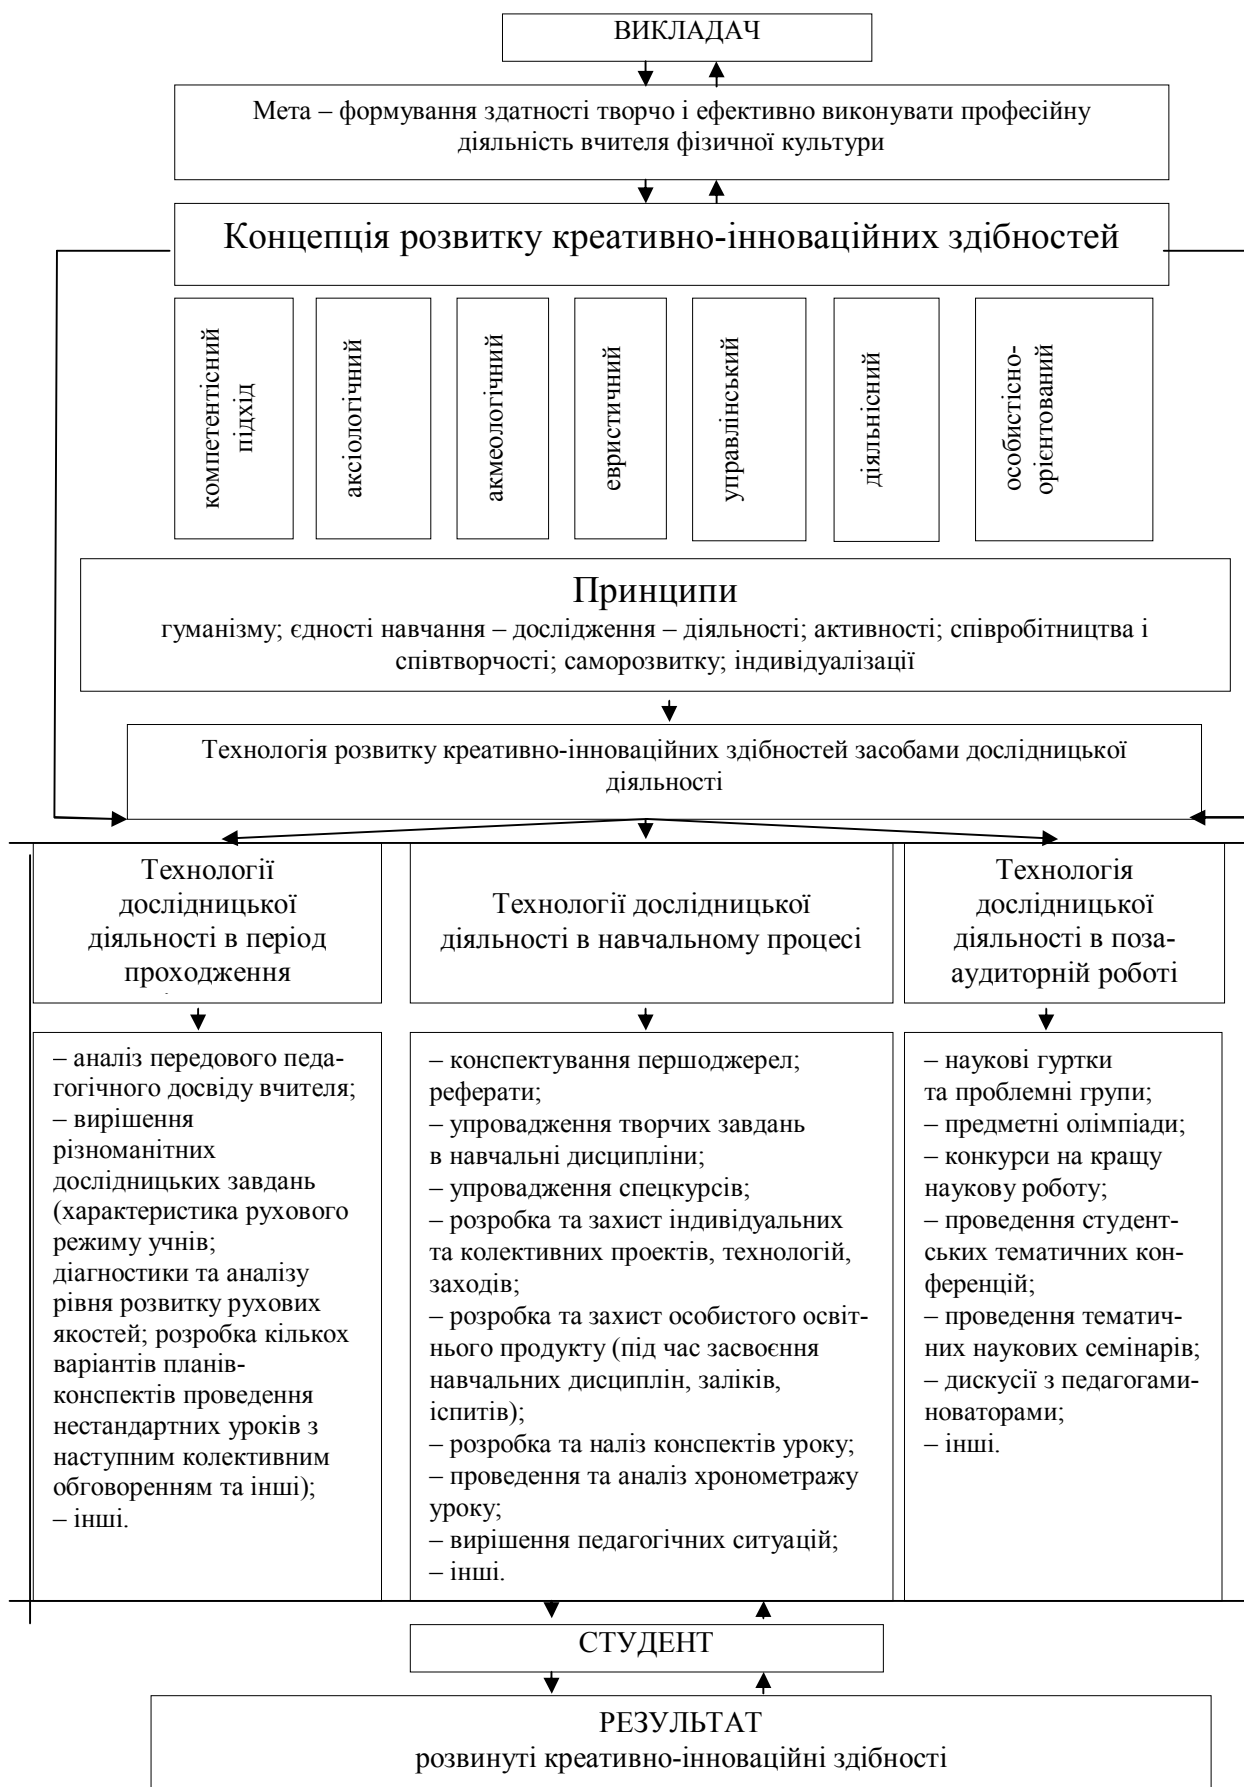 ВИКЛАДАЧ
Мета – формування здатності творчо і ефективно виконувати професійну
діяльність вчителя фізичної культури
Концепція розвитку креативно-інноваційних здібностей
компетентісний
підхід
аксіологічний
акмеологічний
евристичний
управлінський
діяльнісний
особистісно-
орієнтований
Принципи
гуманізму; єдності навчання – дослідження – діяльності; активності; співробітництва і
співтворчості; саморозвитку; індивідуалізації
Технологія розвитку креативно-інноваційних здібностей засобами дослідницької
діяльності
Технології
дослідницької
діяльності в період
проходження
Технології дослідницької
діяльності в навчальному процесі
Технологія
дослідницької
діяльності в поза-
аудиторній роботі
– аналіз передового педа-
гогічного досвіду вчителя;
– вирішення
різноманітних
дослідницьких завдань
(характеристика рухового
режиму учнів;
діагностики та аналізу
рівня розвитку рухових
якостей; розробка кількох
варіантів планів-
конспектів проведення
нестандартних уроків з
наступним колективним
обговоренням та інші);
– інші.
– конспектування першоджерел;
реферати;
– упровадження творчих завдань
в навчальні дисципліни;
– упровадження спецкурсів;
– розробка та захист індивідуальних
та колективних проектів, технологій,
заходів;
– розробка та захист особистого освіт-
нього продукту (під час засвоєння
навчальних дисциплін, заліків,
іспитів);
– розробка та наліз конспектів уроку;
– проведення та аналіз хронометражу
уроку;
– вирішення педагогічних ситуацій;
– інші.
– наукові гуртки
та проблемні групи;
– предметні олімпіади;
– конкурси на кращу
наукову роботу;
– проведення студент-
ських тематичних кон-
ференцій;
– проведення тематич-
них наукових семінарів;
– дискусії з педагогами-
новаторами;
– інші.
СТУДЕНТ
РЕЗУЛЬТАТ
розвинуті креативно-інноваційні здібності